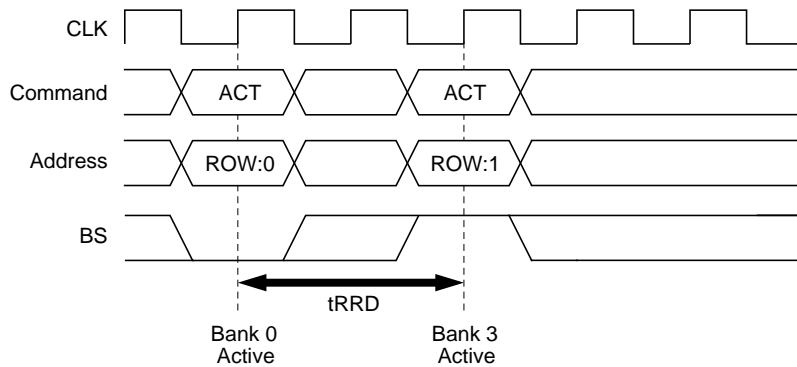 CLK
Command ACT ACT
Address ROW:0 ROW:1
BS
tRRD
Bank 0 Bank 3
Active Active